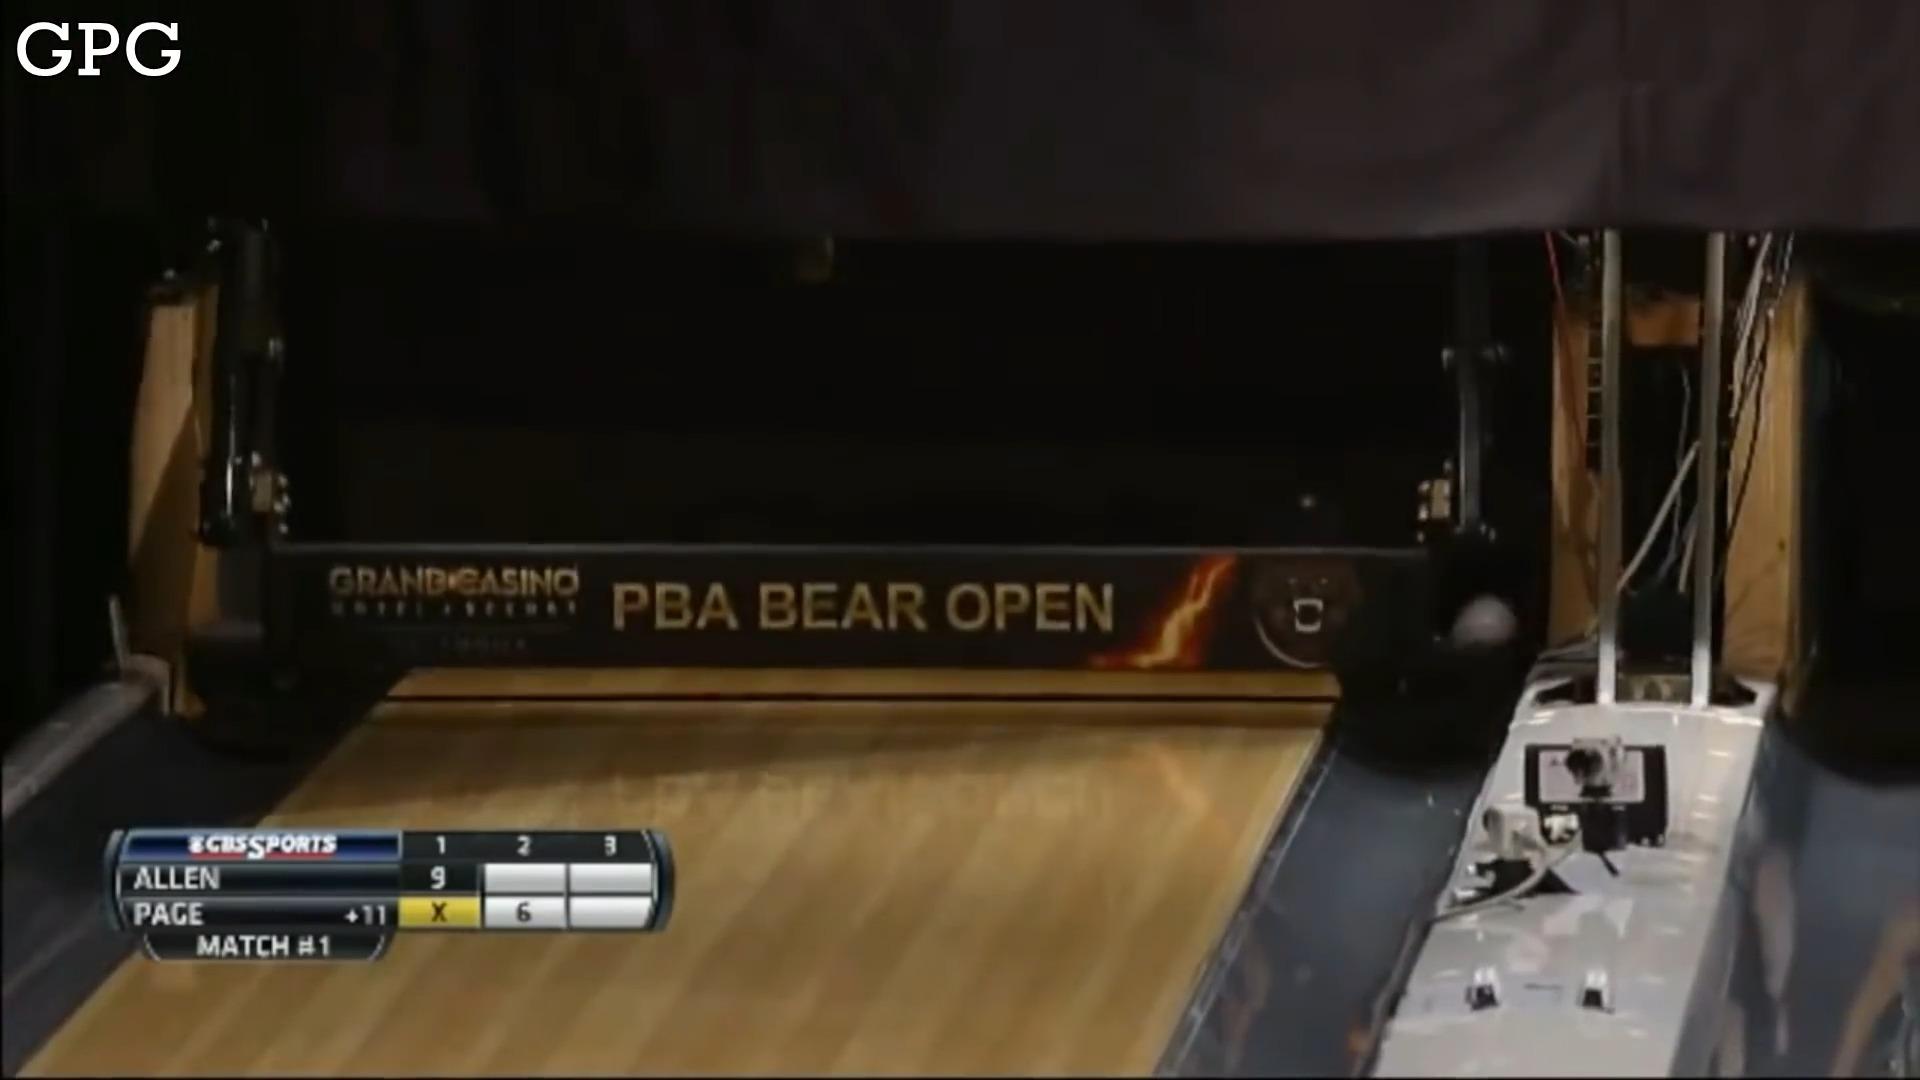 GPG
GRAND CASINO
PBA BEAR OPEN
CBS SPORTS 1 2 3
ALLEN 9
PAGE +11 X 6
MATCH #1